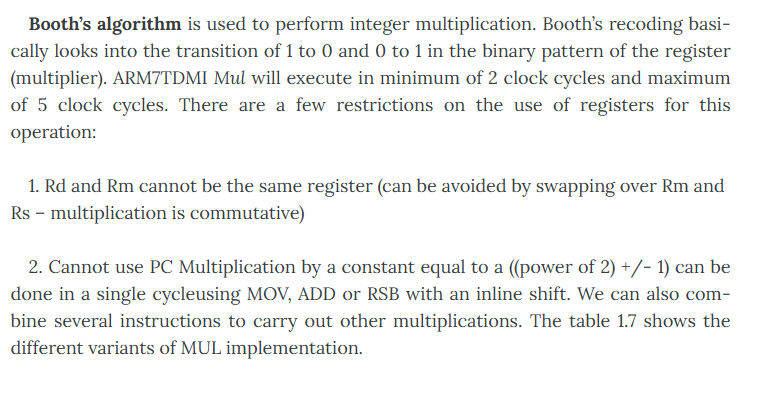 Booth’s algorithm is used to perform integer multiplication. Booth’s recoding basi-
cally looks into the transition of 1 to 0 and 0 to 1 in the binary pattern of the register
(multiplier). ARM7TDMI Mul will execute in minimum of 2 clock cycles and maximum
of 5 clock cycles. There are a few restrictions on the use of registers for this
operation:
1. Rd and Rm cannot be the same register (can be avoided by swapping over Rm and
Rs – multiplication is commutative)
2. Cannot use PC Multiplication by a constant equal to a ((power of 2) +/- 1) can be
done in a single cycleusing MOV, ADD or RSB with an inline shift. We can also com-
bine several instructions to carry out other multiplications. The table 1.7 shows the
different variants of MUL implementation.